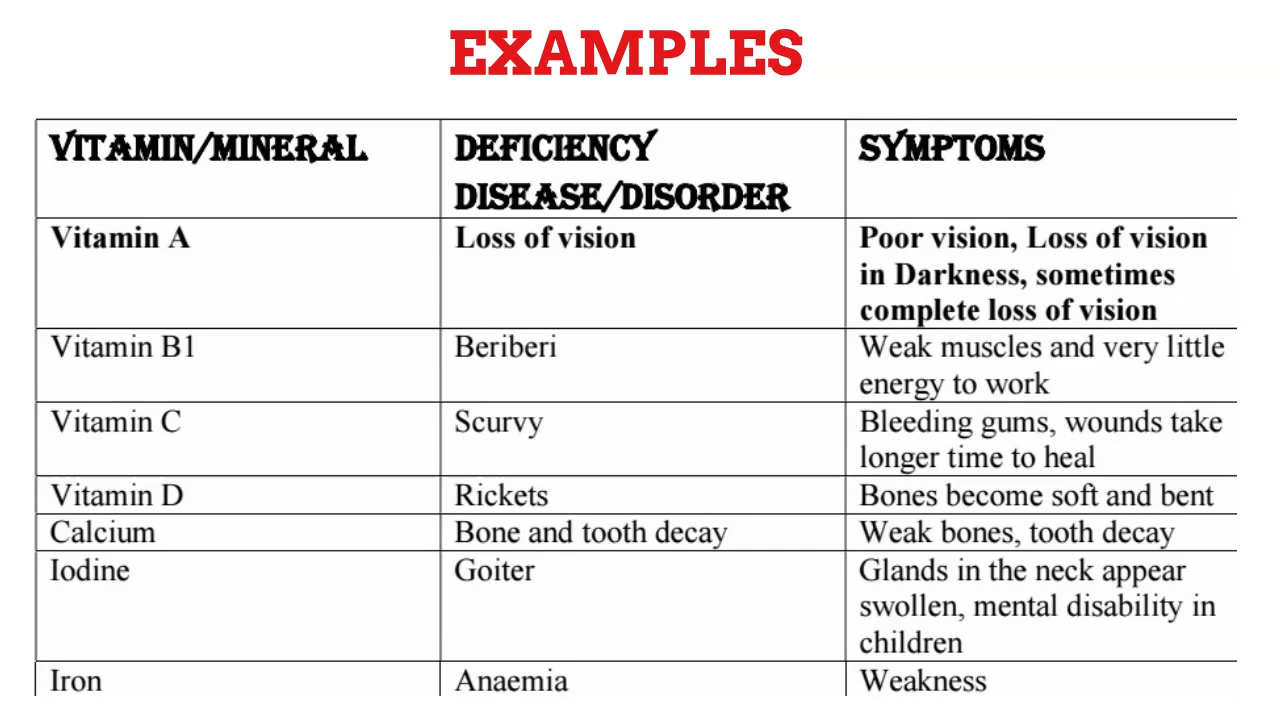 EXAMPLES
VITAMIN/MINERAL
DEFICIENCY
DISEASE/DISORDER
SYMPTOMS
Vitamin A
Loss of vision
Poor vision, Loss of vision
in Darkness, sometimes
complete loss of vision
Vitamin B1
Beriberi
Weak muscles and very little
energy to work
Vitamin C
Scurvy
Bleeding gums, wounds take
longer time to heal
Vitamin D
Rickets
Bones become soft and bent
Calcium
Bone and tooth decay
Weak bones, tooth decay
Iodine
Goiter
Glands in the neck appear
swollen, mental disability in
children
Iron
Anaemia
Weakness